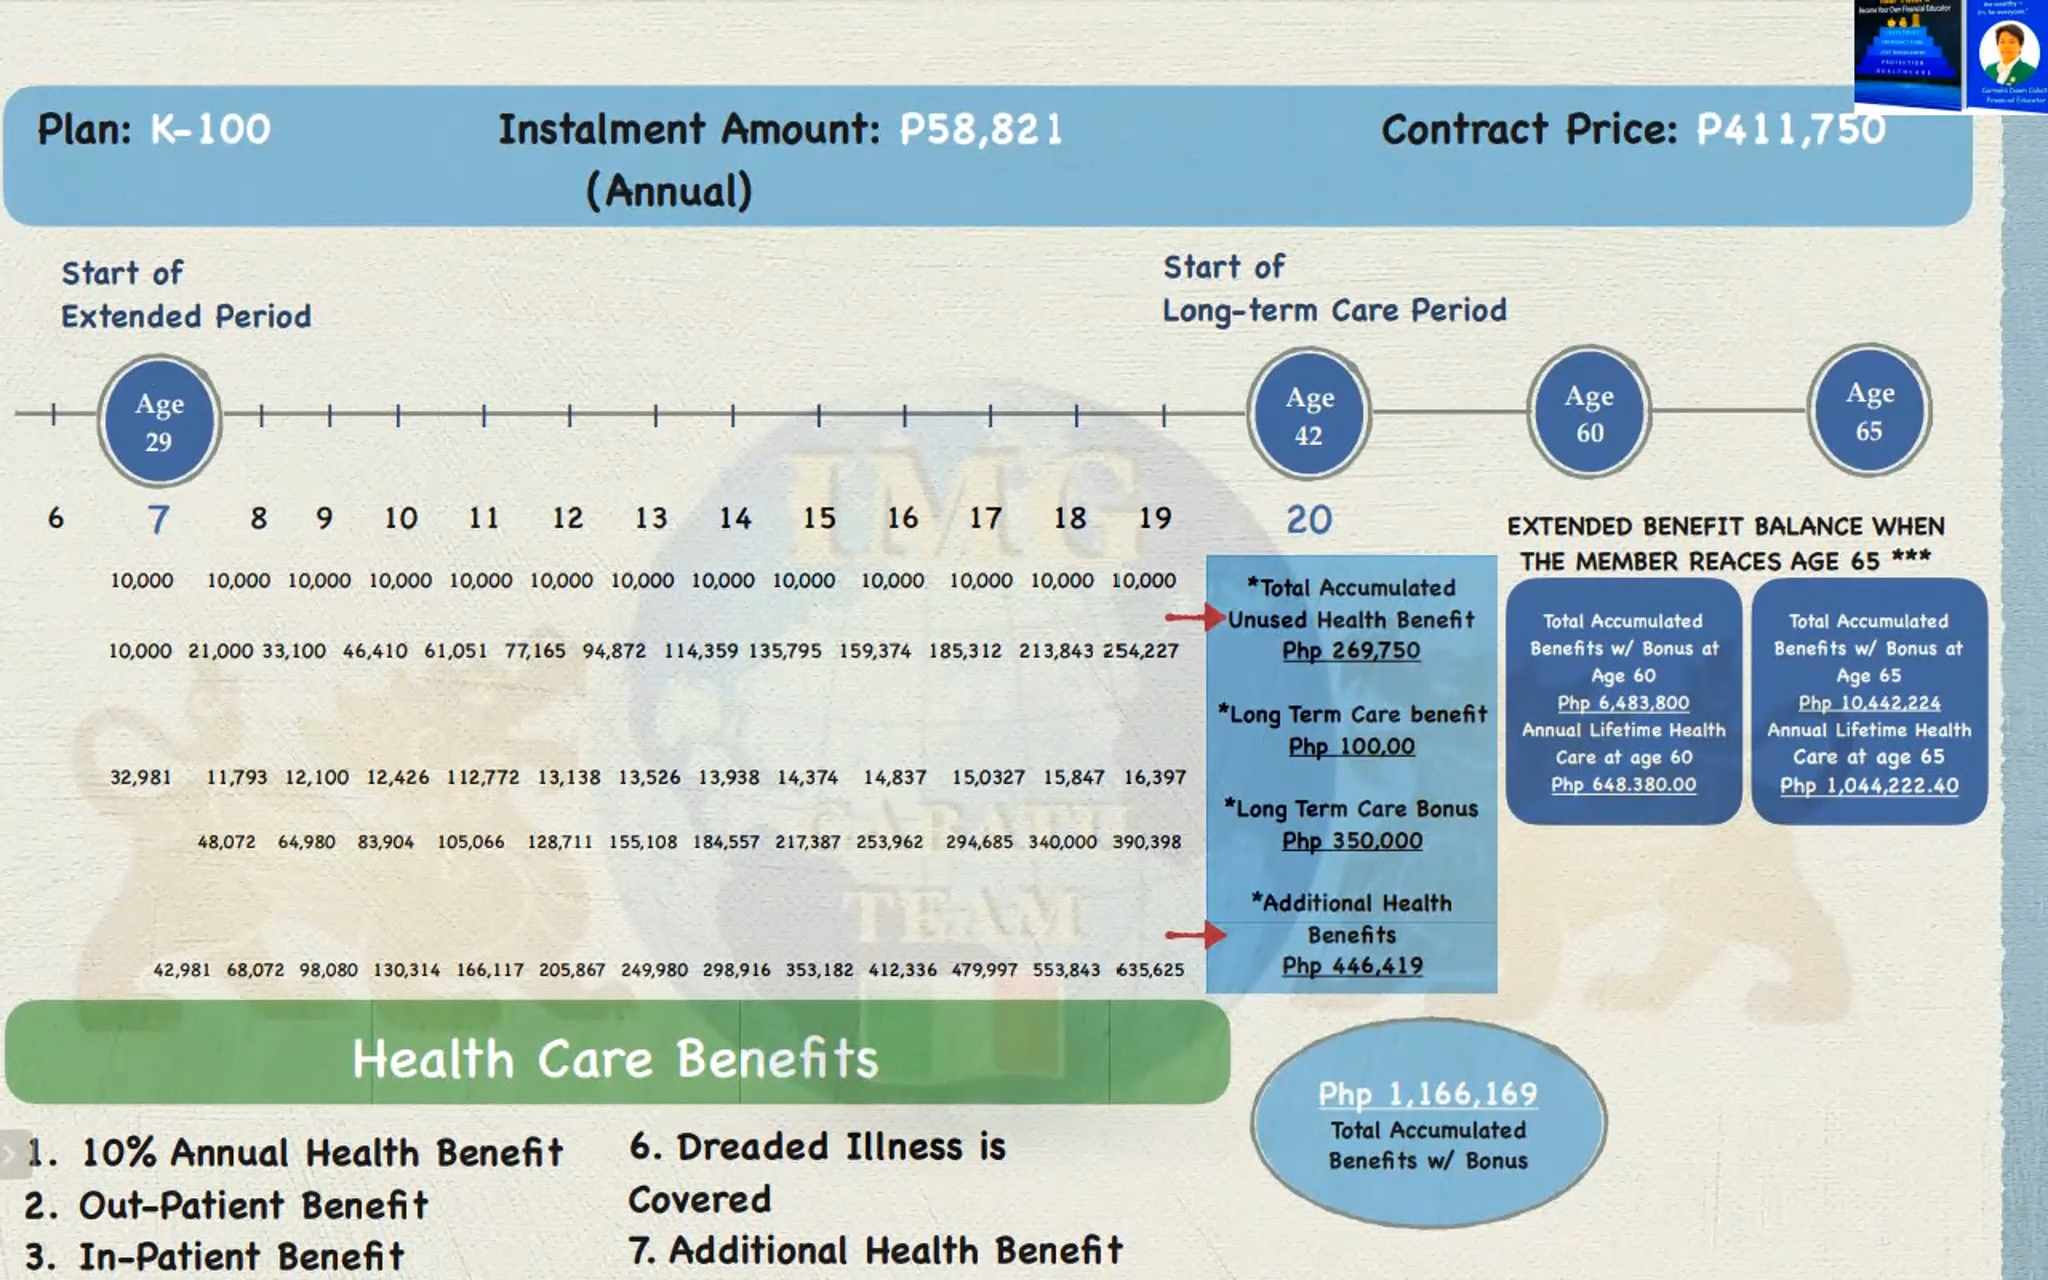 Become Your Own Financial Educator
PROTECTION
HEALTHCARE
it's for everyone."
Financial Educator
Plan: K-100
Instalment Amount: P58,821
(Annual)
Contract Price: P411,750
Start of
Extended Period
Start of
Long-term Care Period
Age
29
Age
42
Age
60
Age
65
6 7 8 9 10 11 12 13 14 15 16 17 18 19 20
EXTENDED BENEFIT BALANCE WHEN
THE MEMBER REACES AGE 65 ***
10,000 10,000 10,000 10,000 10,000 10,000 10,000 10,000 10,000 10,000 10,000 10,000 10,000
10,000 21,000 33,100 46,410 61,051 77,165 94,872 114,359 135,795 159,374 185,312 213,843 254,227
32,981 11,793 12,100 12,426 112,772 13,138 13,526 13,938 14,374 14,837 15,0327 15,847 16,397
48,072 64,980 83,904 105,066 128,711 155,108 184,557 217,387 253,962 294,685 340,000 390,398
42,981 68,072 98,080 130,314 166,117 205,867 249,980 298,916 353,182 412,336 479,997 553,843 635,625
*Total Accumulated
Unused Health Benefit
Php 269,750
*Long Term Care benefit
Php 100,00
*Long Term Care Bonus
Php 350,000
*Additional Health
Benefits
Php 446,419
Total Accumulated
Benefits w/ Bonus at
Age 60
Php 6,483,800
Annual Lifetime Health
Care at age 60
Php 648.380.00
Total Accumulated
Benefits w/ Bonus at
Age 65
Php 10,442,224
Annual Lifetime Health
Care at age 65
Php 1,044,222.40
IMG
TEAM
Health Care Benefits
Php 1,166,169
Total Accumulated
Benefits w/ Bonus
1. 10% Annual Health Benefit
2. Out-Patient Benefit
3. In-Patient Benefit
6. Dreaded Illness is
Covered
7. Additional Health Benefit